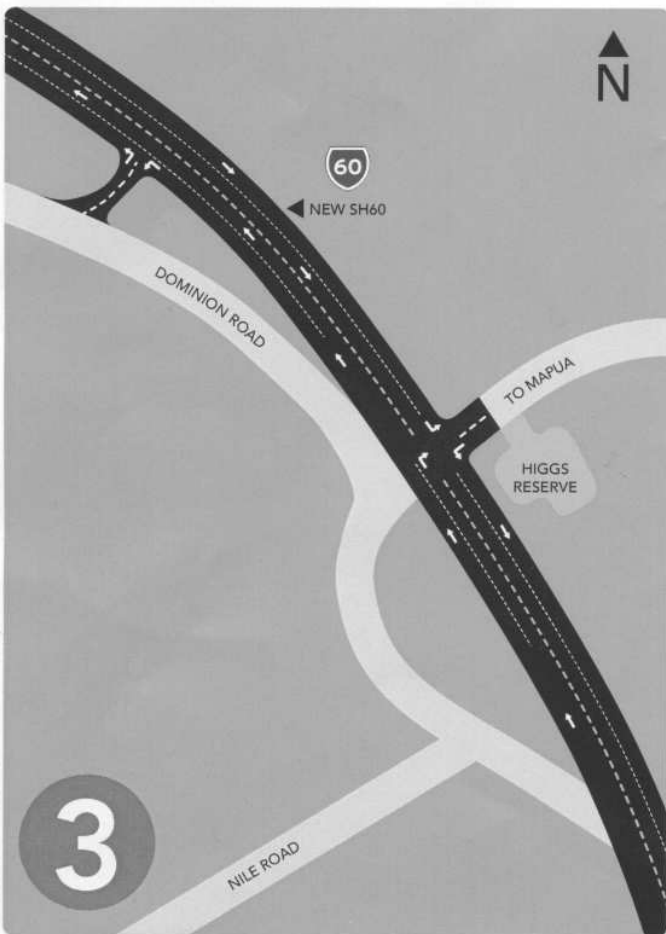 N
60
NEW SH60
DOMINION ROAD
TO MAPUA
HIGGS
RESERVE
NILE ROAD
3